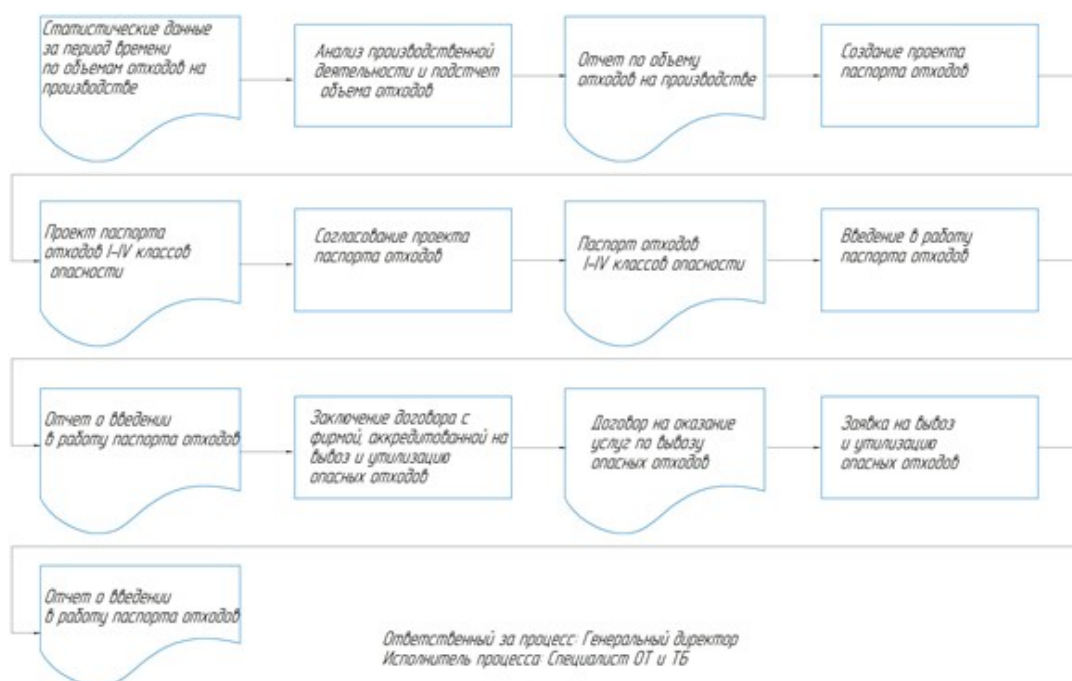 Статистические данные
за период времени
по объемам отходов на
производстве
Анализ производственной
деятельности и подстчет
объема отходов
Отчет по объему
отходов на производстве
Создание проекта
паспорта отходов
Проект паспорта
отходов I-IV классов
опасности
Согласование проекта
паспорта отходов
Паспорт отходов
I-IV классов опасности
Введение в работу
паспорта отходов
Отчет о введении
в работу паспорта отходов
Заключение договора с
фирмой, аккредитованной на
вывоз и утилизацию
опасных отходов
Договор на оказание
услуг по вывозу
опасных отходов
Заявка на вывоз
и утилизацию
опасных отходов
Отчет о введении
в работу паспорта отходов
Ответственный за процесс: Генеральный директор
Исполнитель процесса: Специалист ОТ и ТБ